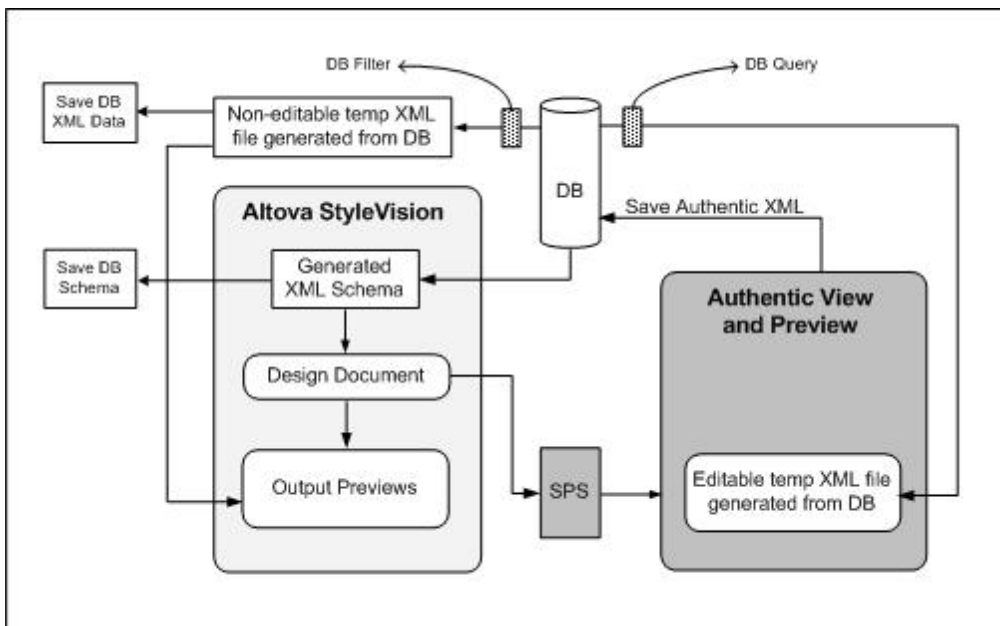 DB Filter
DB Query
Save DB
XML Data
Non-editable temp XML
file generated from DB
DB
Altova StyleVision
Save Authentic XML
Save DB
Schema
Generated
XML Schema
Authentic View
and Preview
Design Document
Output Previews
SPS
Editable temp XML file
generated from DB